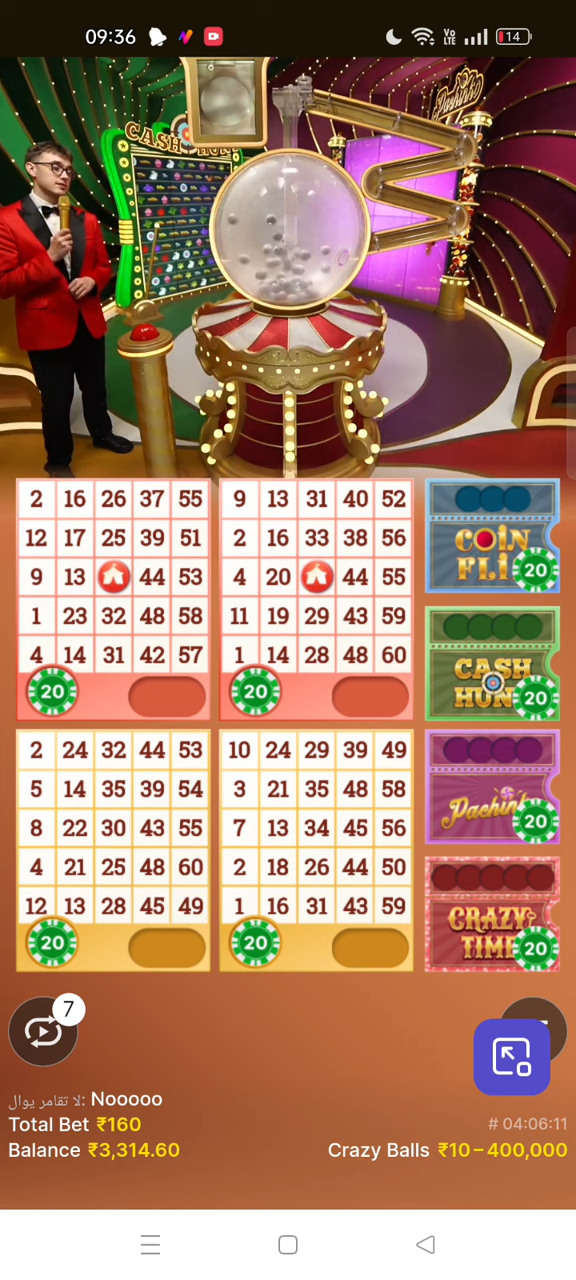 09:36
Vo
LTE
14
CASH HUNT
Pachinko
2 16 26 37 55
12 17 25 39 51
9 13 44 53
1 23 32 48 58
4 14 31 42 57
20
9 13 31 40 52
2 16 33 38 56
4 20 44 55
11 19 29 43 59
1 14 28 48 60
20
COIN
FLI
20
CASH
HUN
20
2 24 32 44 53
5 14 35 39 54
8 22 30 43 55
4 21 25 48 60
12 13 28 45 49
20
10 24 29 39 49
3 21 35 48 58
7 13 34 45 56
2 18 26 44 50
1 16 31 43 59
20
Pachin
20
CRAZY
TIME
20
7
لا تقامر يوال: Nooooo
Total Bet ₹160
# 04:06:11
Balance ₹3,314.60
Crazy Balls ₹10–400,000